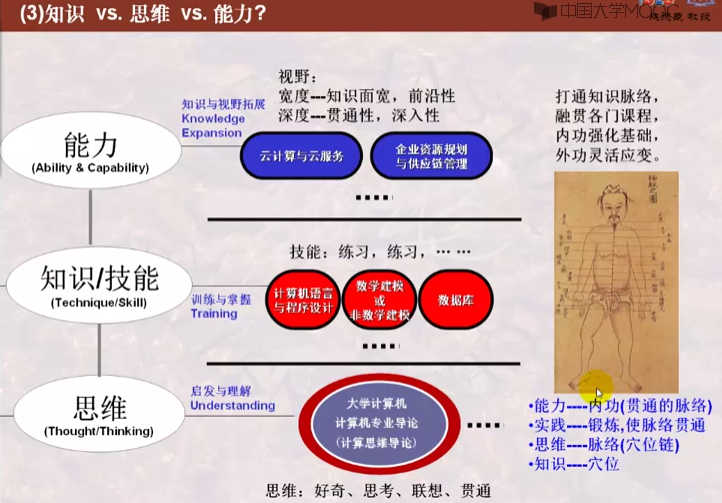 (3)知识 vs. 思维 vs. 能力?
中国大学MOOC
教授
视野：
宽度---知识面宽，前沿性
深度---贯通性，深入性
知识与视野拓展
Knowledge
Expansion
能力
(Ability & Capability)
云计算与云服务
企业资源规划
与供应链管理
打通知识脉络，
融贯各门课程，
内功强化基础，
外功灵活应变。
技能：练习，练习，… …
知识/技能
(Technique/Skill)
训练与掌握
Training
计算机语言
与程序设计
数学建模
或
非数学建模
数据库
思维
(Thought/Thinking)
启发与理解
Understanding
大学计算机
计算机专业导论
(计算思维导论)
•能力----内功(贯通的脉络)
•实践----锻炼,使脉络贯通
•思维----脉络(穴位链)
•知识----穴位
思维：好奇、思考、联想、贯通